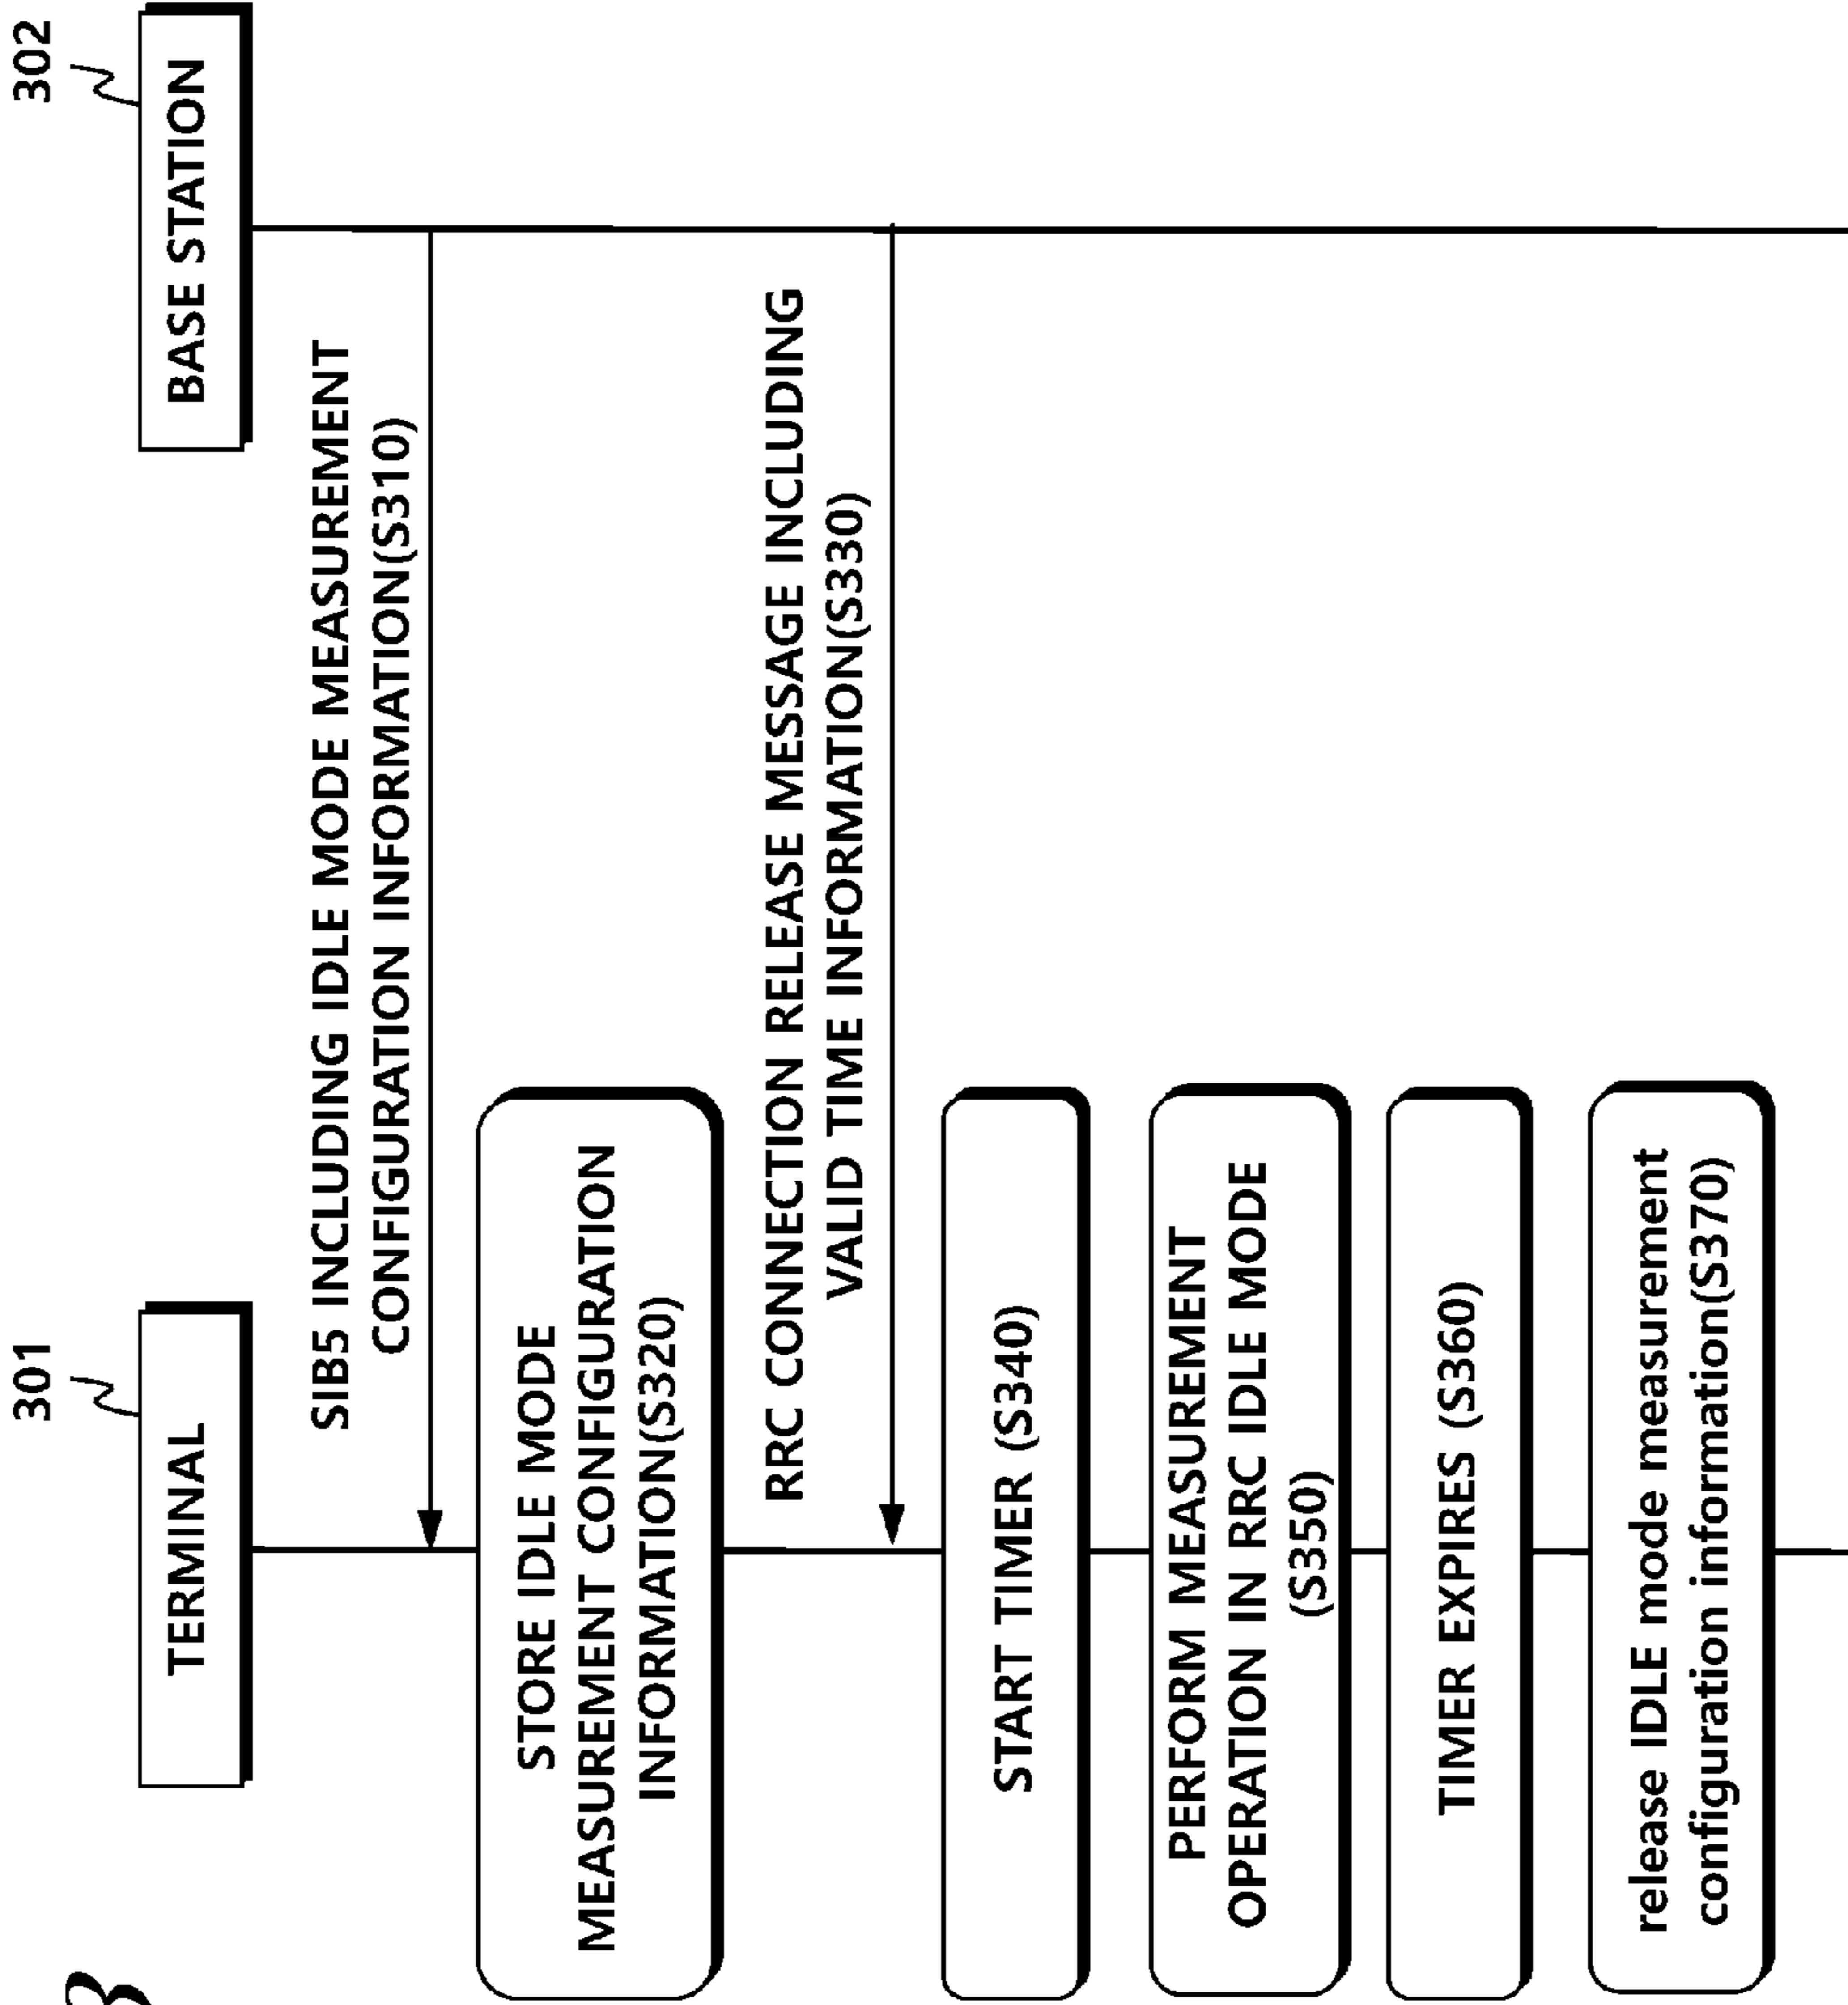 3
301
302
TERMINAL
BASE STATION
SIB5 INCLUDING IDLE MODE MEASUREMENT
CONFIGURATION INFORMATION(S310)
STORE IDLE MODE
MEASUREMENT CONFIGURATION
INFORMATION(S320)
RRC CONNECTION RELEASE MESSAGE INCLUDING
VALID TIME INFORMATION(S330)
START TIMER (S340)
PERFORM MEASUREMENT
OPERATION IN RRC IDLE MODE
(S350)
TIMER EXPIRES (S360)
release IDLE mode measurement
configuration information(S370)